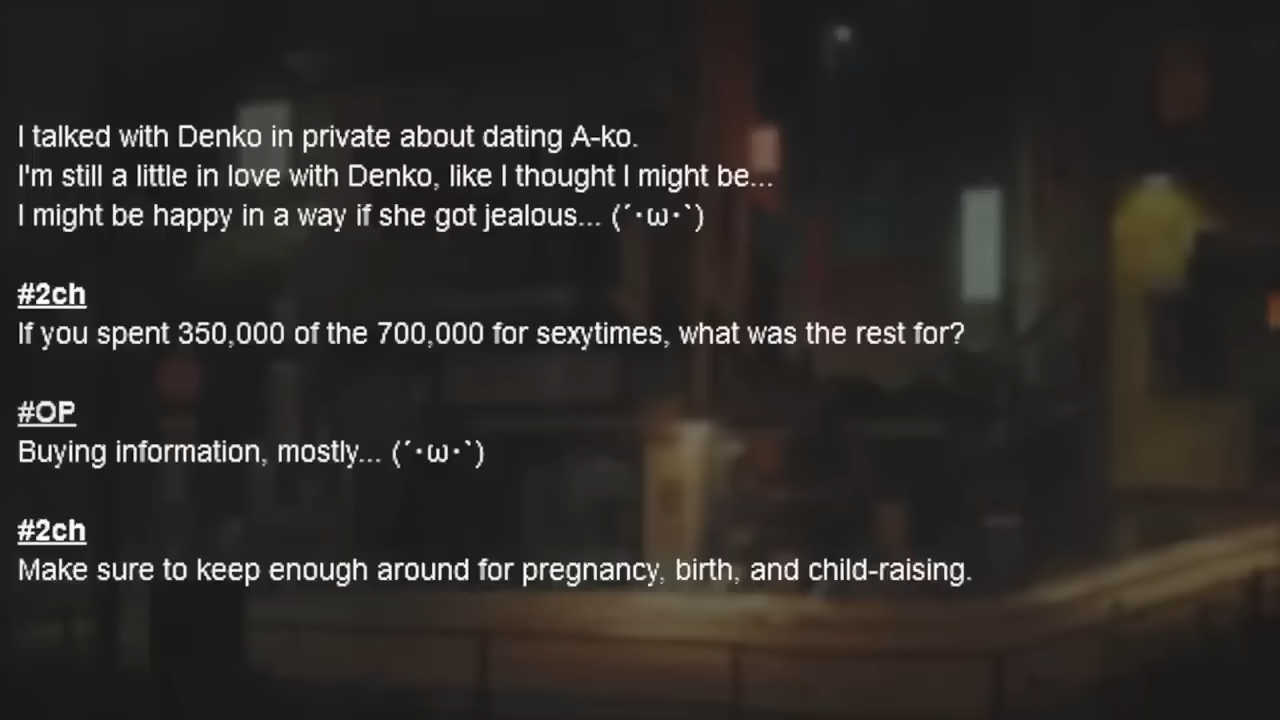 I talked with Denko in private about dating A-ko.
I'm still a little in love with Denko, like I thought I might be...
I might be happy in a way if she got jealous... (´･ω･`)
#2ch
If you spent 350,000 of the 700,000 for sexytimes, what was the rest for?
#OP
Buying information, mostly... (´･ω･`)
#2ch
Make sure to keep enough around for pregnancy, birth, and child-raising.